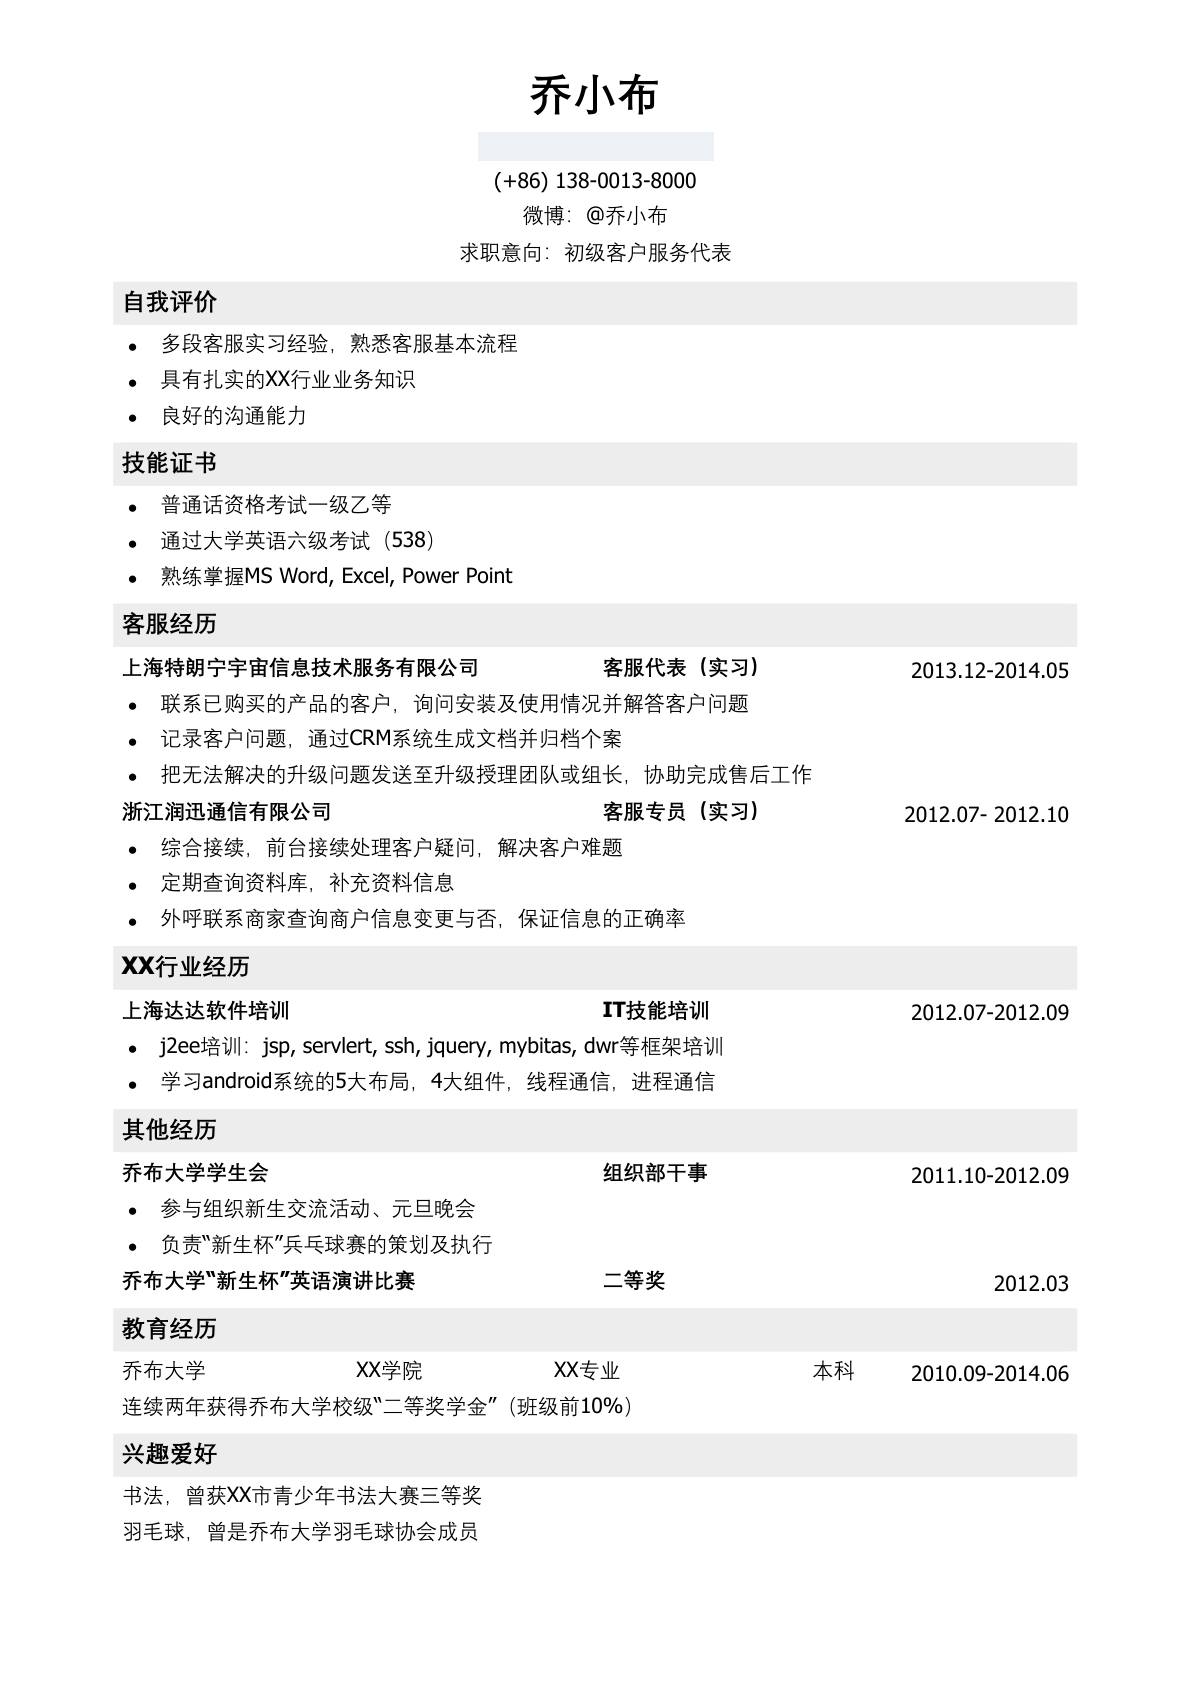 乔小布
(+86) 138-0013-8000
微博：@乔小布
求职意向：初级客户服务代表
自我评价
● 多段客服实习经验，熟悉客服基本流程
● 具有扎实的XX行业业务知识
● 良好的沟通能力
技能证书
● 普通话资格考试一级乙等
● 通过大学英语六级考试（538）
● 熟练掌握MS Word, Excel, Power Point
客服经历
上海特朗宁宇宙信息技术服务有限公司 客服代表（实习） 2013.12-2014.05
● 联系已购买的产品的客户，询问安装及使用情况并解答客户问题
● 记录客户问题，通过CRM系统生成文档并归档个案
● 把无法解决的升级问题发送至升级授理团队或组长，协助完成售后工作
浙江润迅通信有限公司 客服专员（实习） 2012.07- 2012.10
● 综合接续，前台接续处理客户疑问，解决客户难题
● 定期查询资料库，补充资料信息
● 外呼联系商家查询商户信息变更与否，保证信息的正确率
XX行业经历
上海达达软件培训 IT技能培训 2012.07-2012.09
● j2ee培训：jsp, servlert, ssh, jquery, mybitas, dwr等框架培训
● 学习android系统的5大布局，4大组件，线程通信，进程通信
其他经历
乔布大学学生会 组织部干事 2011.10-2012.09
● 参与组织新生交流活动、元旦晚会
● 负责“新生杯”兵乓球赛的策划及执行
乔布大学“新生杯”英语演讲比赛 二等奖 2012.03
教育经历
乔布大学 XX学院 XX专业 本科 2010.09-2014.06
连续两年获得乔布大学校级“二等奖学金”（班级前10%）
兴趣爱好
书法，曾获XX市青少年书法大赛三等奖
羽毛球，曾是乔布大学羽毛球协会成员